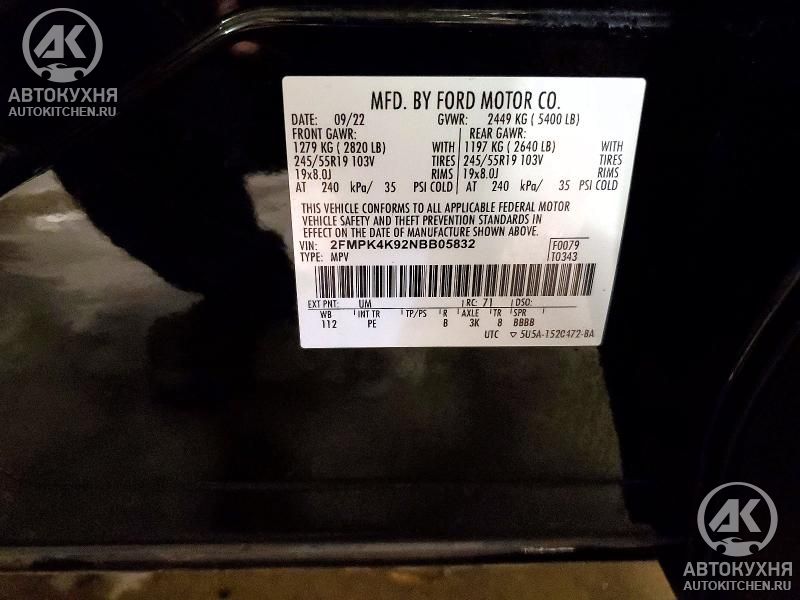 AK
АВТОКУХНЯ
AUTOKITCHEN.RU
MFD. BY FORD MOTOR CO.
DATE: 09/22 GVWR: 2449 KG ( 5400 LB)
FRONT GAWR: REAR GAWR:
1279 KG ( 2820 LB) WITH 1197 KG ( 2640 LB) WITH
245/55R19 103V TIRES 245/55R19 103V TIRES
19x8.0J RIMS 19x8.0J RIMS
AT 240 kPa/ 35 PSI COLD AT 240 kPa/ 35 PSI COLD
THIS VEHICLE CONFORMS TO ALL APPLICABLE FEDERAL MOTOR
VEHICLE SAFETY AND THEFT PREVENTION STANDARDS IN
EFFECT ON THE DATE OF MANUFACTURE SHOWN ABOVE.
VIN: 2FMPK4K92NBB05832 F0079
TYPE: MPV T0343
EXT PNT: UM RC: 71 DSO:
WB INT TR TP/PS R AXLE TR SPR
112 PE B 3K 8 BBBB
UTC ▽ 5U5A-1520472-BA
AK
АВТОКУХНЯ
AUTOKITCHEN.RU